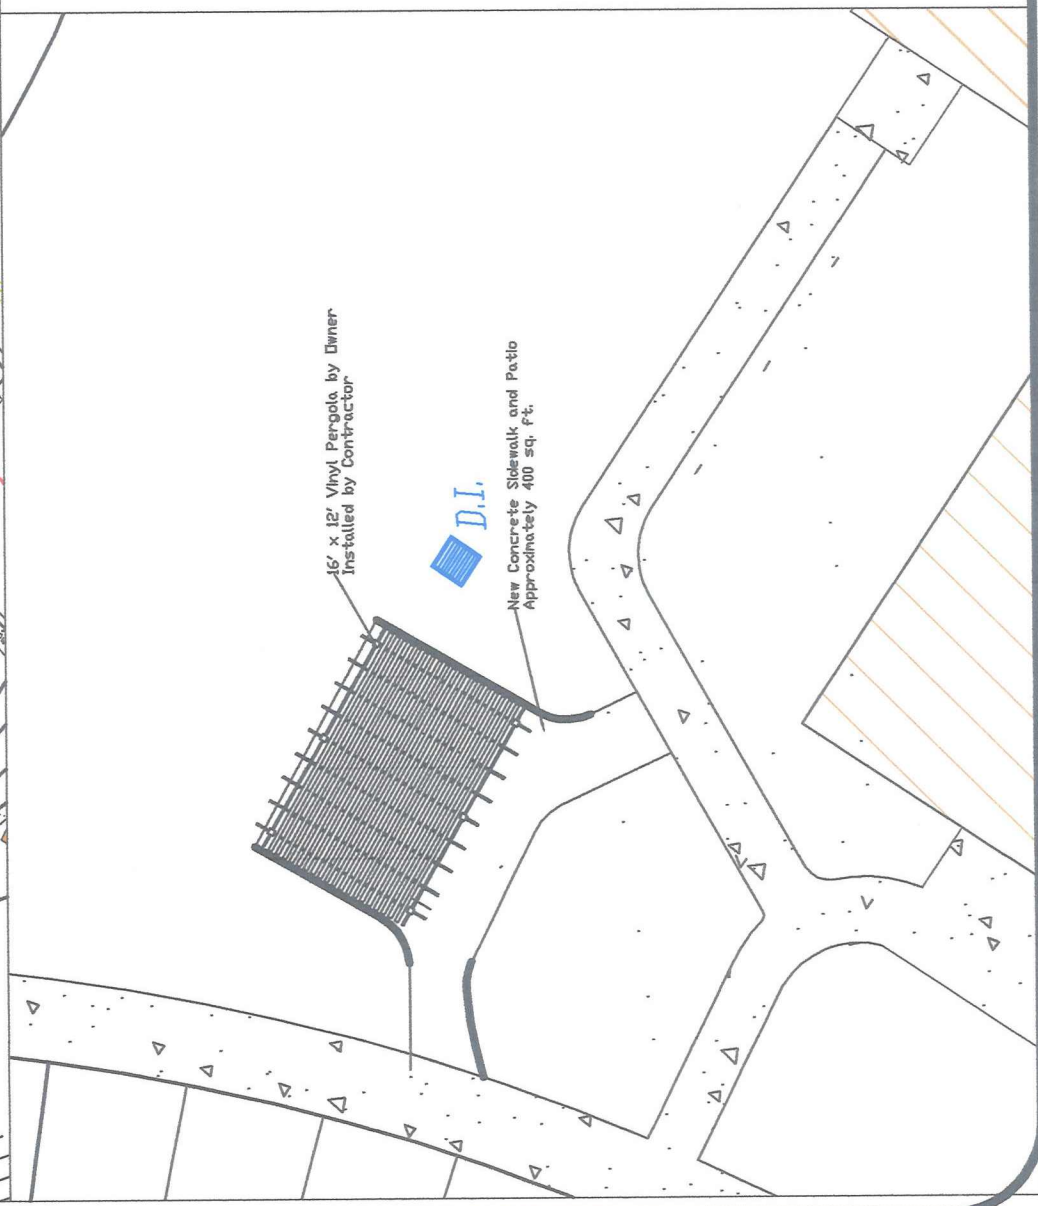 16' x 12' Vinyl Pergola by Owner
Installed by Contractor
D.I.
New Concrete Sidewalk and Patio
Approximately 400 sq. ft.